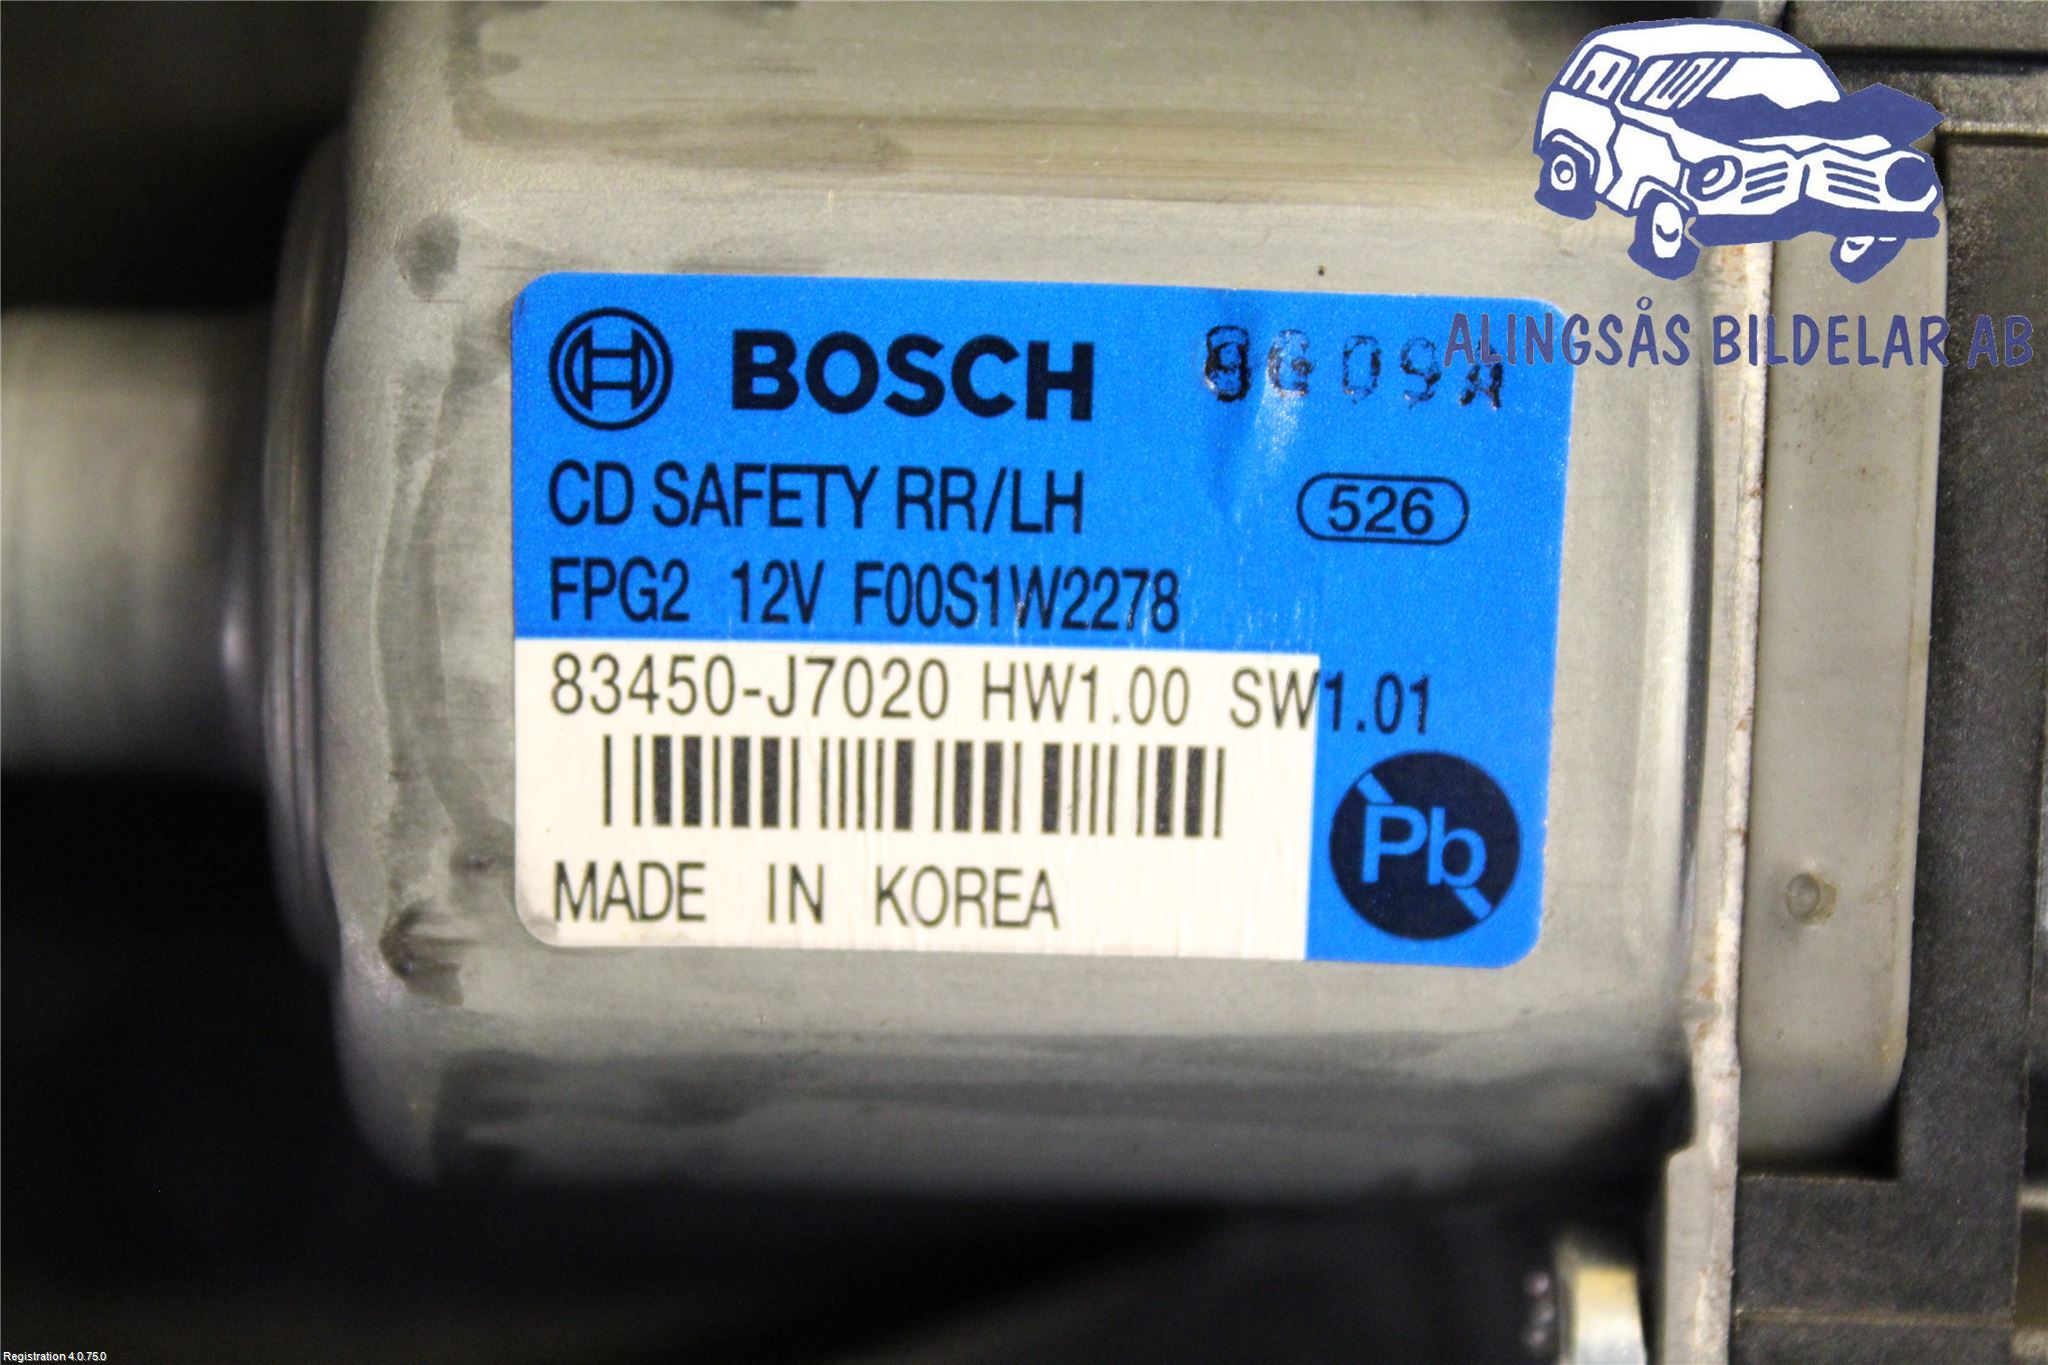 ALINGSÅS BILDELAR AB
BOSCH 8G09A
CD SAFETY RR/LH 526
FPG2 12V F00S1W2278
83450-J7020 HW1.00 SW1.01
Pb
MADE IN KOREA
Registration 4.0.75.0